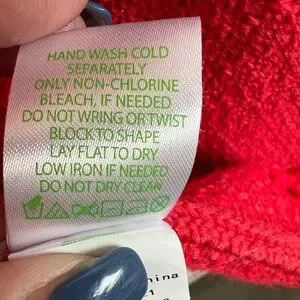 HAND WASH COLD
SEPARATELY
ONLY NON-CHLORINE
BLEACH, IF NEEDED
DO NOT WRING OR TWIST
BLOCK TO SHAPE
LAY FLAT TO DRY
LOW IRON IF NEEDED
DO NOT DRY CLEAN
hina